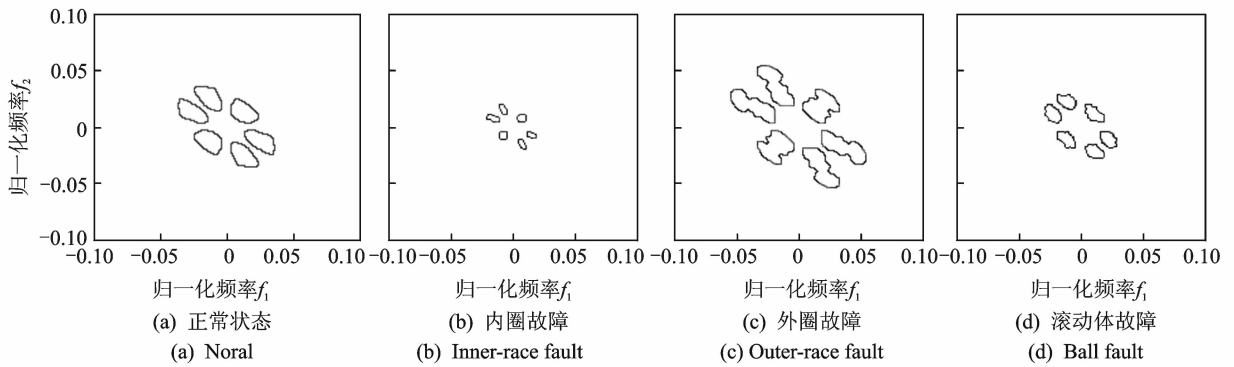 0.10
0.05
0
−0.05
−0.10
归一化频率f2
−0.10 −0.05 0 0.05 0.10 −0.10 −0.05 0 0.05 0.10 −0.10 −0.05 0 0.05 0.10 −0.10 −0.05 0 0.05 0.10
归一化频率f1 归一化频率f1 归一化频率f1 归一化频率f1
(a) 正常状态 (b) 内圈故障 (c) 外圈故障 (d) 滚动体故障
(a) Noral (b) Inner-race fault (c) Outer-race fault (d) Ball fault